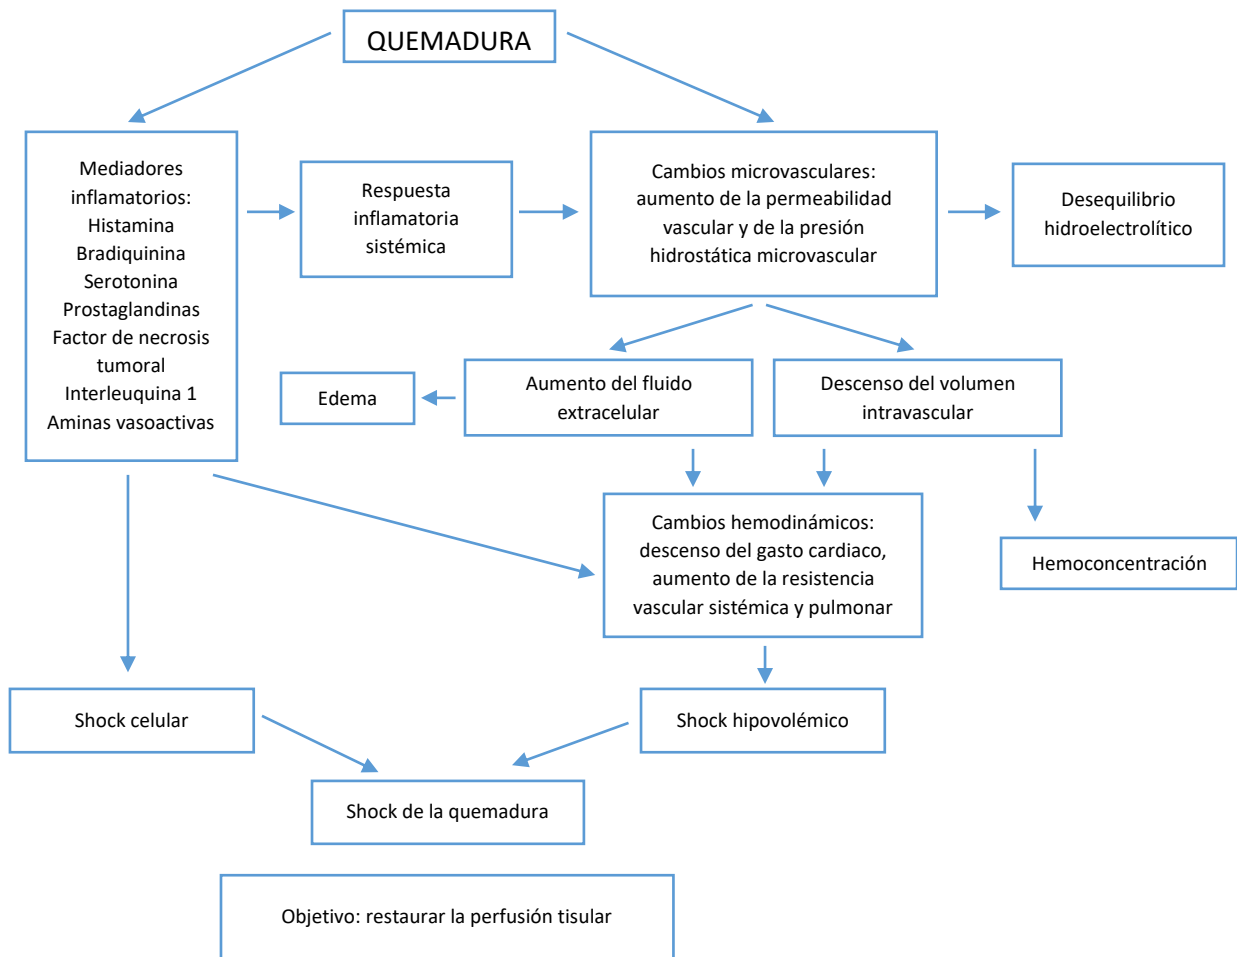 QUEMADURA
Mediadores
inflamatorios:
Histamina
Bradiquinina
Serotonina
Prostaglandinas
Factor de necrosis
tumoral
Interleuquina 1
Aminas vasoactivas
Respuesta
inflamatoria
sistémica
Cambios microvasculares:
aumento de la permeabilidad
vascular y de la presión
hidrostática microvascular
Desequilibrio
hidroelectrolítico
Edema
Aumento del fluido
extracelular
Descenso del volumen
intravascular
Cambios hemodinámicos:
descenso del gasto cardiaco,
aumento de la resistencia
vascular sistémica y pulmonar
Hemoconcentración
Shock celular
Shock hipovolémico
Shock de la quemadura
Objetivo: restaurar la perfusión tisular